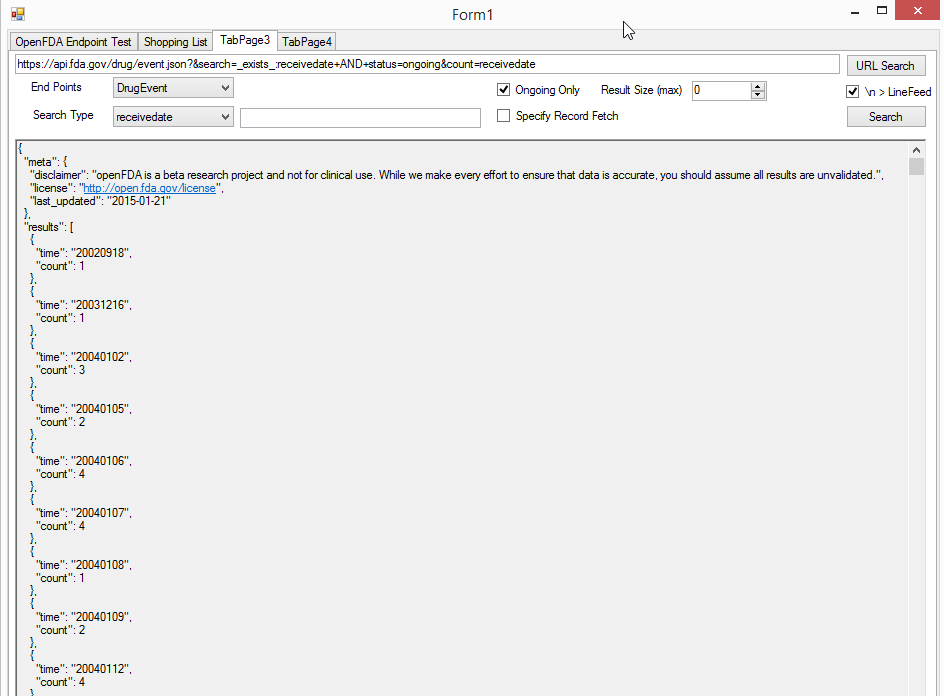 Form1
OpenFDA Endpoint Test Shopping List TabPage3 TabPage4
https://api.fda.gov/drug/event.json?&search=_exists_:receivedate+AND+status=ongoing&count=receivedate URL Search
End Points DrugEvent Ongoing Only Result Size (max) 0 \n > LineFeed
Search Type receivedate Specify Record Fetch Search
{
"meta": {
"disclaimer": "openFDA is a beta research project and not for clinical use. While we make every effort to ensure that data is accurate, you should assume all results are unvalidated.",
"license": "http://open.fda.gov/license",
"last_updated": "2015-01-21"
},
"results": [
{
"time": "20020918",
"count": 1
},
{
"time": "20031216",
"count": 1
},
{
"time": "20040102",
"count": 3
},
{
"time": "20040105",
"count": 2
},
{
"time": "20040106",
"count": 4
},
{
"time": "20040107",
"count": 4
},
{
"time": "20040108",
"count": 1
},
{
"time": "20040109",
"count": 2
},
{
"time": "20040112",
"count": 4
}